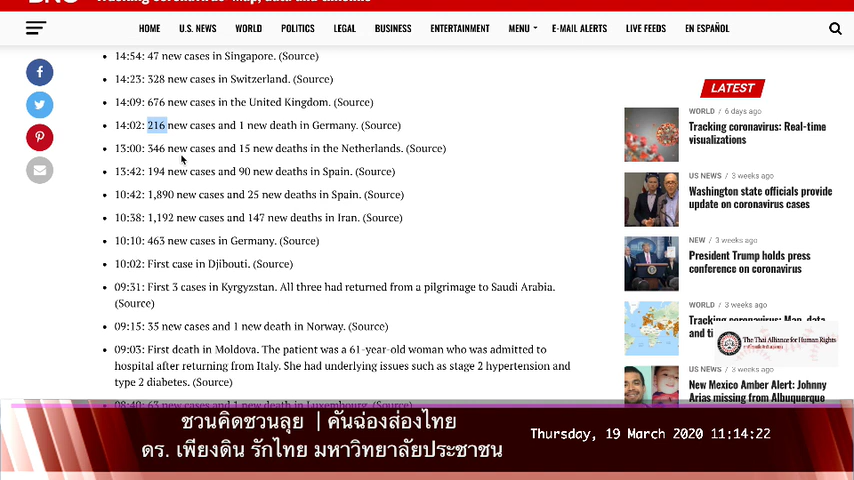 HOME U.S. NEWS WORLD POLITICS LEGAL BUSINESS ENTERTAINMENT MENU E-MAIL ALERTS LIVE FEEDS EN ESPAÑOL
14:54: 47 new cases in Singapore. (Source)
14:23: 328 new cases in Switzerland. (Source)
14:09: 676 new cases in the United Kingdom. (Source)
14:02: 216 new cases and 1 new death in Germany. (Source)
13:00: 346 new cases and 15 new deaths in the Netherlands. (Source)
13:42: 194 new cases and 90 new deaths in Spain. (Source)
10:42: 1,890 new cases and 25 new deaths in Spain. (Source)
10:38: 1,192 new cases and 147 new deaths in Iran. (Source)
10:10: 463 new cases in Germany. (Source)
10:02: First case in Djibouti. (Source)
09:31: First 3 cases in Kyrgyzstan. All three had returned from a pilgrimage to Saudi Arabia.
(Source)
09:15: 35 new cases and 1 new death in Norway. (Source)
09:03: First death in Moldova. The patient was a 61-year-old woman who was admitted to
hospital after returning from Italy. She had underlying issues such as stage 2 hypertension and
type 2 diabetes. (Source)
08:40: 63 new cases and 1 new death in Luxembourg. (Source)
LATEST
WORLD / 6 days ago
Tracking coronavirus: Real-time
visualizations
US NEWS / 3 weeks ago
Washington state officials provide
update on coronavirus cases
NEW / 3 weeks ago
President Trump holds press
conference on coronavirus
WORLD / 3 weeks ago
Tracking coronavirus: Map, data
and ti
The Thai Alliance for Human Rights
US NEWS / 3 weeks ago
New Mexico Amber Alert: Johnny
Arias missing from Albuquerque
ชวนคิดชวนลุย | คันฉ่องส่องไทย
ดร. เพียงดิน รักไทย มหาวิทยาลัยประชาชน
Thursday, 19 March 2020 11:14:22